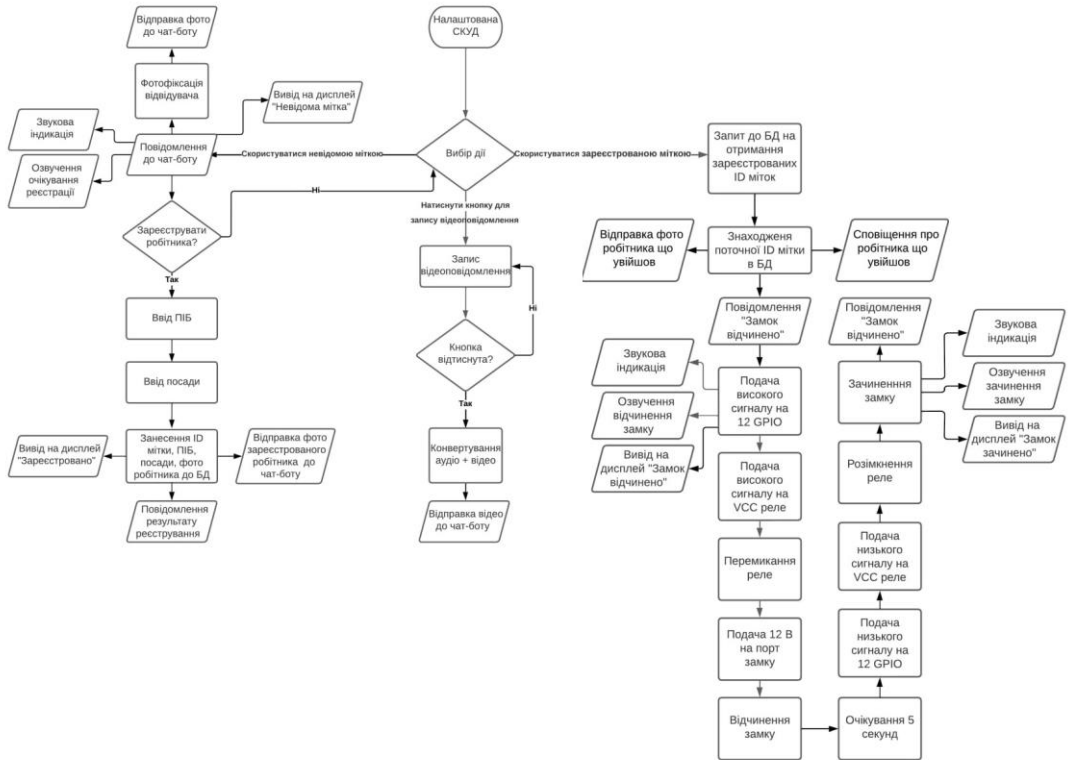 Налаштована
СКУД
Вибір дії
Скориступитися невідомою міткою
Відправка фото
до чат-боту
Фотофіксація
відвідувача
Вивід на дисплей
"Невідома мітка"
Звукова
індикація
Повідомлення
до чат-боту
Озвучення
очікування
реєстрації
Ні
Зареєструвати
робітника?
Так
Ввід ПІБ
Ввід посади
Занесення ID
мітки, ПІБ,
посади, фото
робітника до БД
Вивід на дисплей
"Зареєстровано"
Відправка фото
зареєстрованого
робітника до
чат-боту
Повідомлення
результату
реєстрування
Натиснути кнопку для
запису відеоповідомлення
Запис
відеоповідомлення
Ні
Кнопка
відтиснута?
Так
Конвертування
аудіо + відео
Відправка відео
до чат-боту
Скористуватися зареєстрованою міткою
Запит до БД на
отримання
зареєстрованих
ID міток
Відправка фото
робітника що
увійшов
Знаходженя
поточної ID мітки
в БД
Сповіщення про
робітника що
увійшов
Повідомлення
"Замок
відчинено"
Звукова
індикація
Озвучення
відчинення
замку
Вивід на
дисплей "Замок
відчинено"
Подача
високого
сигналу на
12 GPIO
Подача
високого
сигналу на
VCC реле
Перемикання
реле
Подача 12 В
на порт
замку
Відчинення
замку
Очікування 5
секунд
Подача
низького
сигналу на
12 GPIO
Подача
низького
сигналу на
VCC реле
Розімкнення
реле
Зачиненння
замку
Повідомлення
"Замок
відчинено"
Звукова
індикація
Озвучення
зачинення
замку
Вивід на
дисплей "Замок
зачинено"